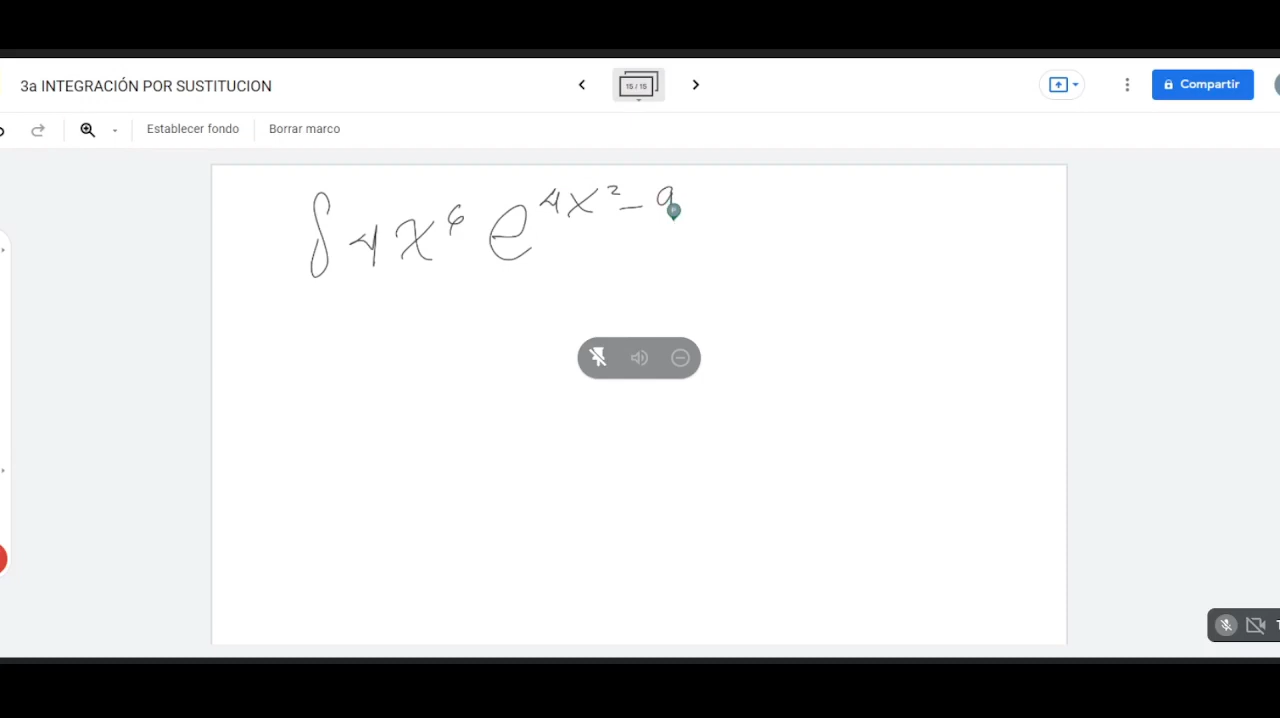 3a INTEGRACIÓN POR SUSTITUCION
15 / 15
Compartir
Establecer fondo
Borrar marco
∫ 4x⁶ e^(4x² - 9